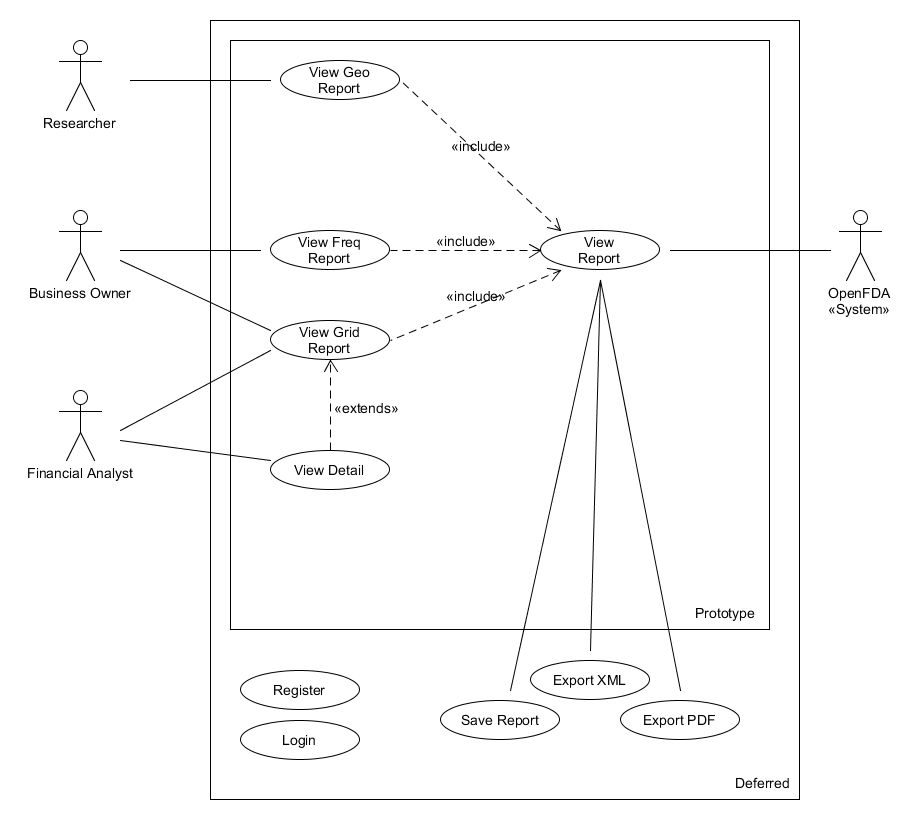 View Geo
Report
Researcher
«include»
View Freq
Report
«include»
View
Report
Business Owner
OpenFDA
«System»
«include»
View Grid
Report
«extends»
Financial Analyst
View Detail
Prototype
Register
Export XML
Save Report
Export PDF
Login
Deferred